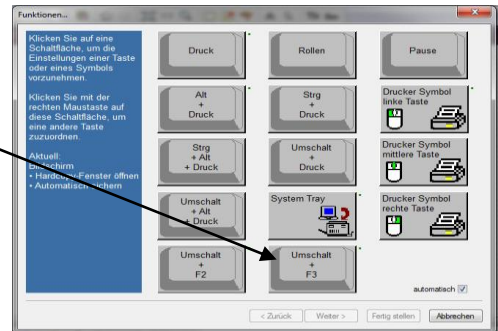 Funktionen...
Klicken Sie auf eine
Schaltfläche, um die
Einstellungen einer Taste
oder eines Symbols
vorzunehmen.
Klicken Sie mit der
rechten Maustaste auf
diese Schaltfläche, um
eine andere Taste
zuzuordnen.
Aktuell:
Bildschirm
• Hardcopy-Fenster öffnen
• Automatisch sichern
Druck
Rollen
Pause
Alt
+
Druck
Strg
+
Druck
Drucker Symbol
linke Taste
Strg
+ Alt
+ Druck
Umschalt
+
Druck
Drucker Symbol
mittlere Taste
Umschalt
+ Alt
+ Druck
System Tray
Drucker Symbol
rechte Taste
Umschalt
+
F2
Umschalt
+
F3
automatisch
< Zurück
Weiter >
Fertig stellen
Abbrechen